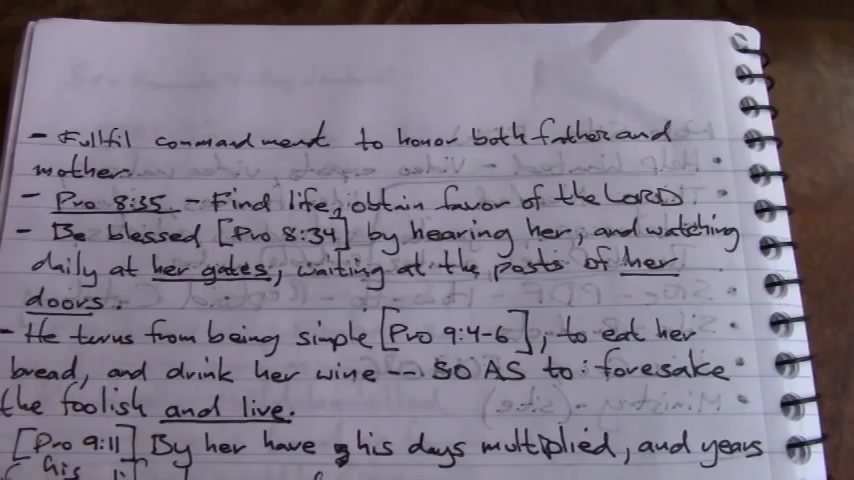 - Fullfil commandment to honor both father and
mother.
- Pro 8:35 - Find life, obtain favor of the LORD
- Be blessed [Pro 8:34] by hearing her, and watching
daily at her gates, waiting at the posts of her
doors.
- He turns from being simple [Pro 9:4-6], to eat her
bread, and drink her wine -- SO AS to: foresake
the foolish and live.
[Pro 9:11] By her have his days multiplied, and years
his